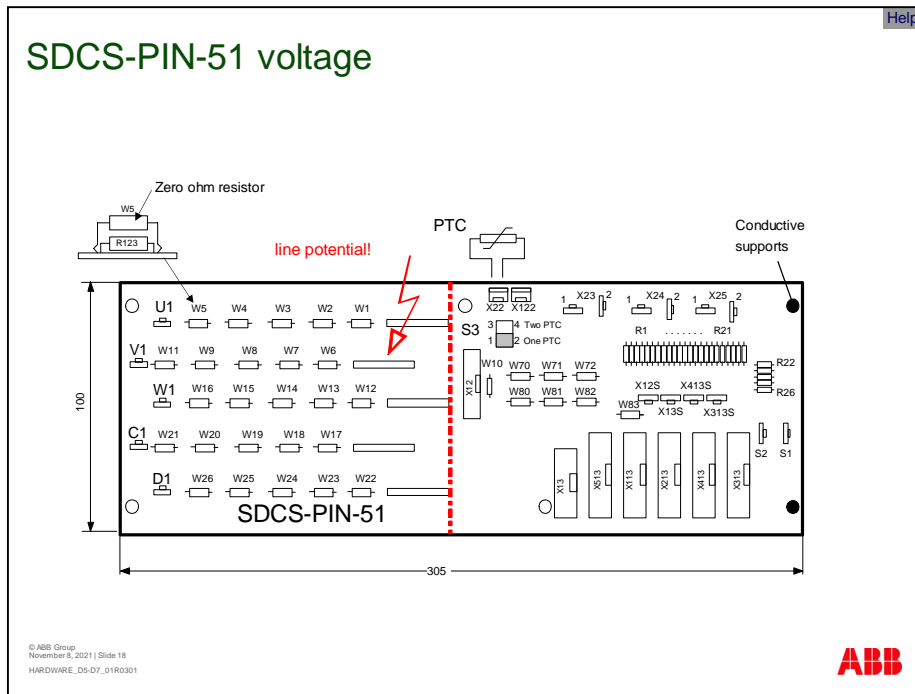 Help
SDCS-PIN-51 voltage
Zero ohm resistor
W5
R123
line potential!
PTC
Conductive
supports
U1 W5 W4 W3 W2 W1
V1 W11 W9 W8 W7 W6
W1 W16 W15 W14 W13 W12
C1 W21 W20 W19 W18 W17
D1 W26 W25 W24 W23 W22
SDCS-PIN-51
X22 X122
1 X23 2
1 X24 2
1 X25 2
S3
3 4 Two PTC
1 2 One PTC
R1 ....... R21
X12
W10
W70 W71 W72
W80 W81 W82
W83
R22
R26
X12S X413S
X13S X313S
S2 S1
X13 X513 X113 X213 X413 X313
100
305
© ABB Group
November 8, 2021 | Slide 18
HARDWARE_D5-D7_01R0301
ABB